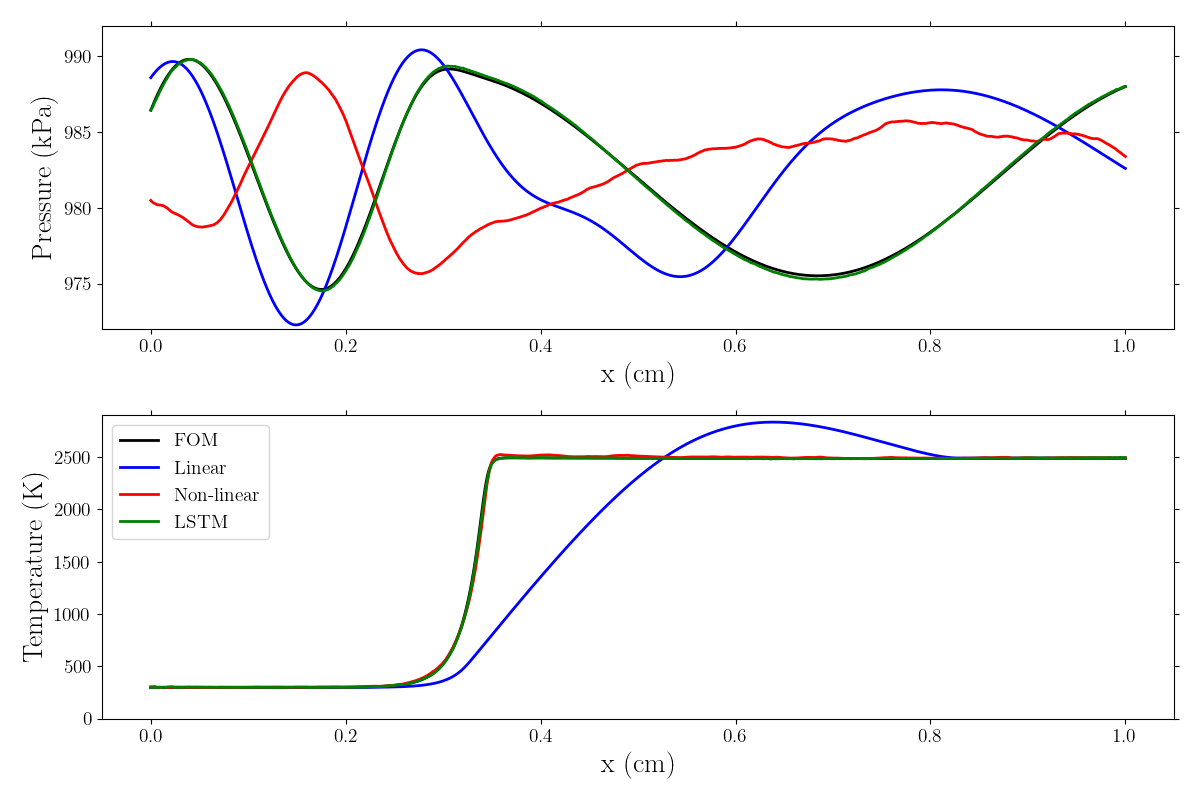 990
985
980
975
Pressure (kPa)
0.0 0.2 0.4 0.6 0.8 1.0
x (cm)
FOM
Linear
Non-linear
LSTM
2500
2000
1500
1000
500
0
Temperature (K)
0.0 0.2 0.4 0.6 0.8 1.0
x (cm)